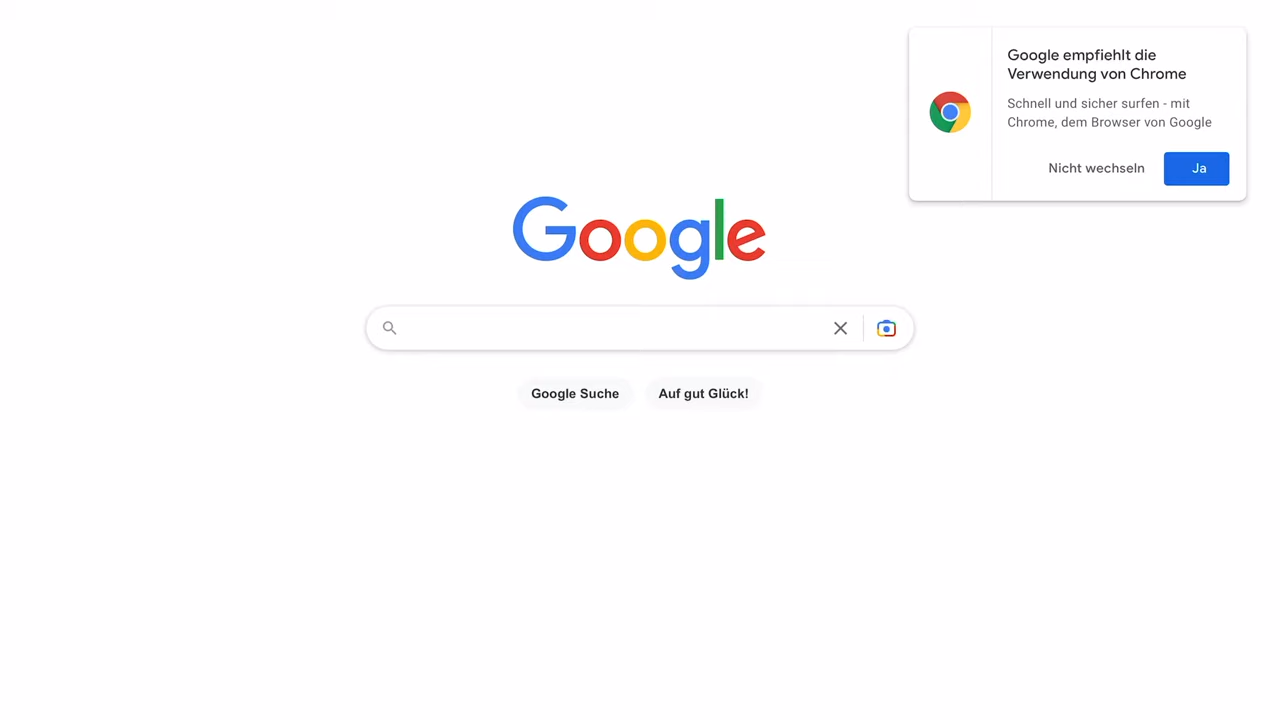 Google empfiehlt die
Verwendung von Chrome
Schnell und sicher surfen - mit
Chrome, dem Browser von Google
Nicht wechseln Ja
Google
Google Suche Auf gut Glück!